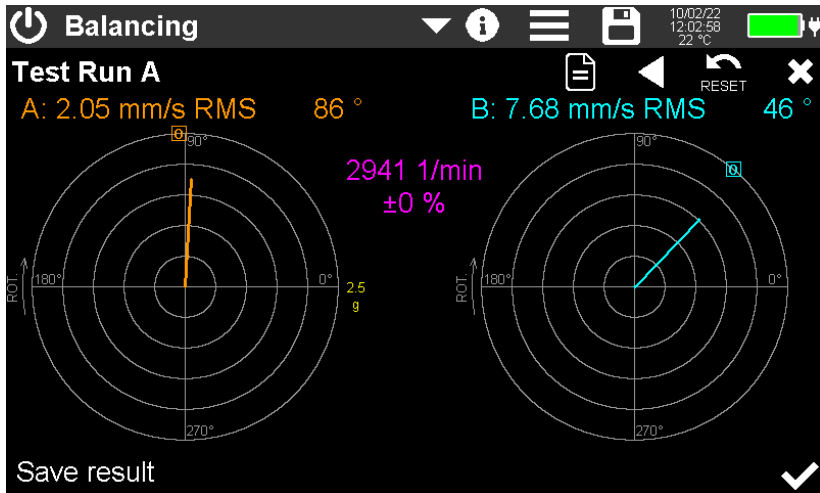 Balancing
i
10/02/22
12:02:58
22 °C
Test Run A
RESET
A: 2.05 mm/s RMS 86 °
B: 7.68 mm/s RMS 46 °
0
90°
2941 1/min
±0 %
90°
0
ROT.
180°
0°
2.5
g
ROT.
180°
0°
270°
270°
Save result